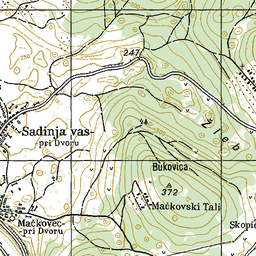 247
Sadinja vas
pri Dvoru
žleb
Bukovica
372
Mačkovski Tali
Mačkovec
pri Dvoru
Skopic